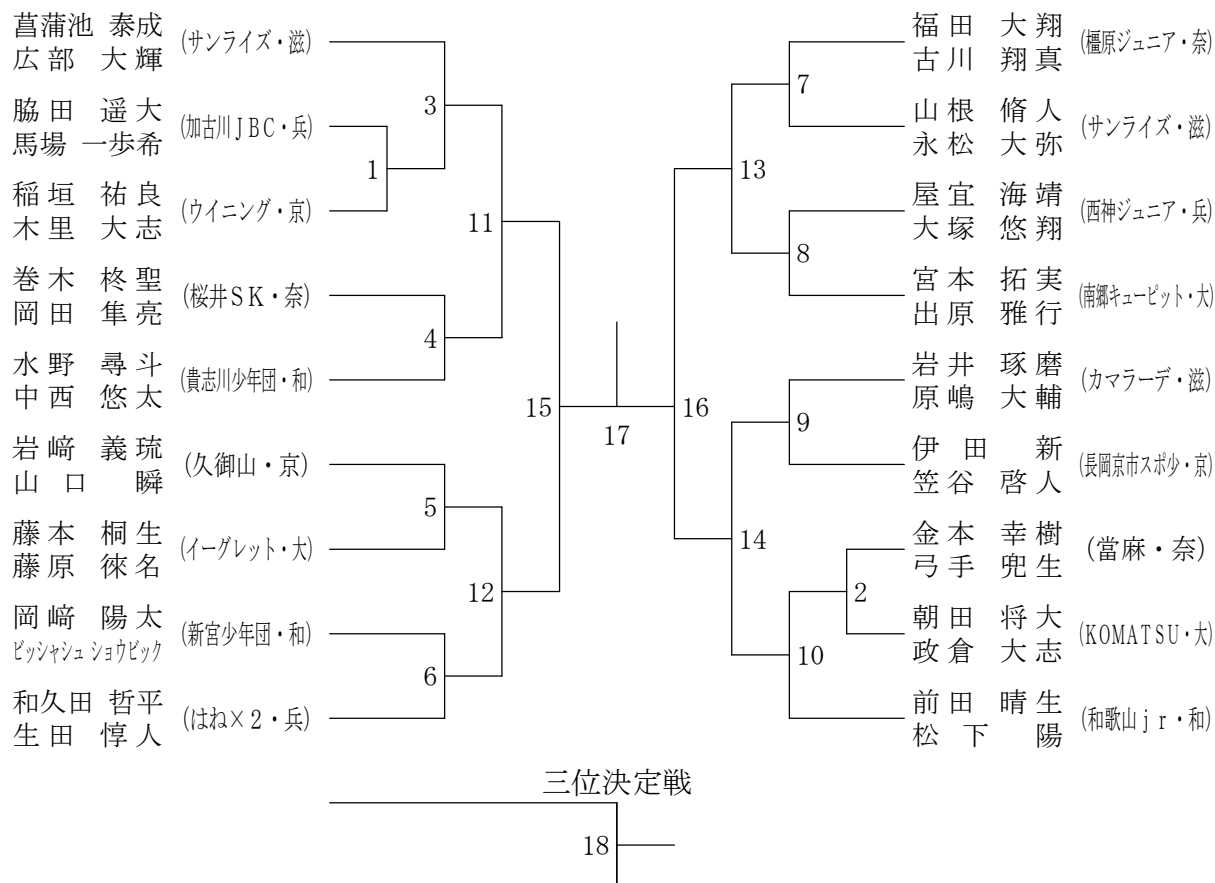 菖蒲池 泰成
広部 大輝
(サンライズ・滋)
脇田 遥大
馬場 一歩希
(加古川JBC・兵)
稲垣 祐良
木里 大志
(ウイニング・京)
巻木 柊聖
岡田 隼亮
(桜井SK・奈)
水野 尋斗
中西 悠太
(貴志川少年団・和)
岩﨑 義琉
山口 瞬
(久御山・京)
藤本 桐生
藤原 徠名
(イーグレット・大)
岡﨑 陽太
ビッシャシュ ショウビック
(新宮少年団・和)
和久田 哲平
生田 惇人
(はね×2・兵)
1
3
4
5
6
11
12
15
17
16
13
14
7
8
9
2
10
福田 大翔
古川 翔真
(橿原ジュニア・奈)
山根 脩人
永松 大弥
(サンライズ・滋)
屋宜 海靖
大塚 悠翔
(西神ジュニア・兵)
宮本 拓実
出原 雅行
(南郷キューピット・大)
岩井 琢磨
原嶋 大輔
(カマラーデ・滋)
伊田 新
笠谷 啓人
(長岡京市スポ少・京)
金本 幸樹
弓手 兜生
(當麻・奈)
朝田 将大
政倉 大志
(KOMATSU・大)
前田 晴生
松下 陽
(和歌山jr・和)
三位決定戦
18